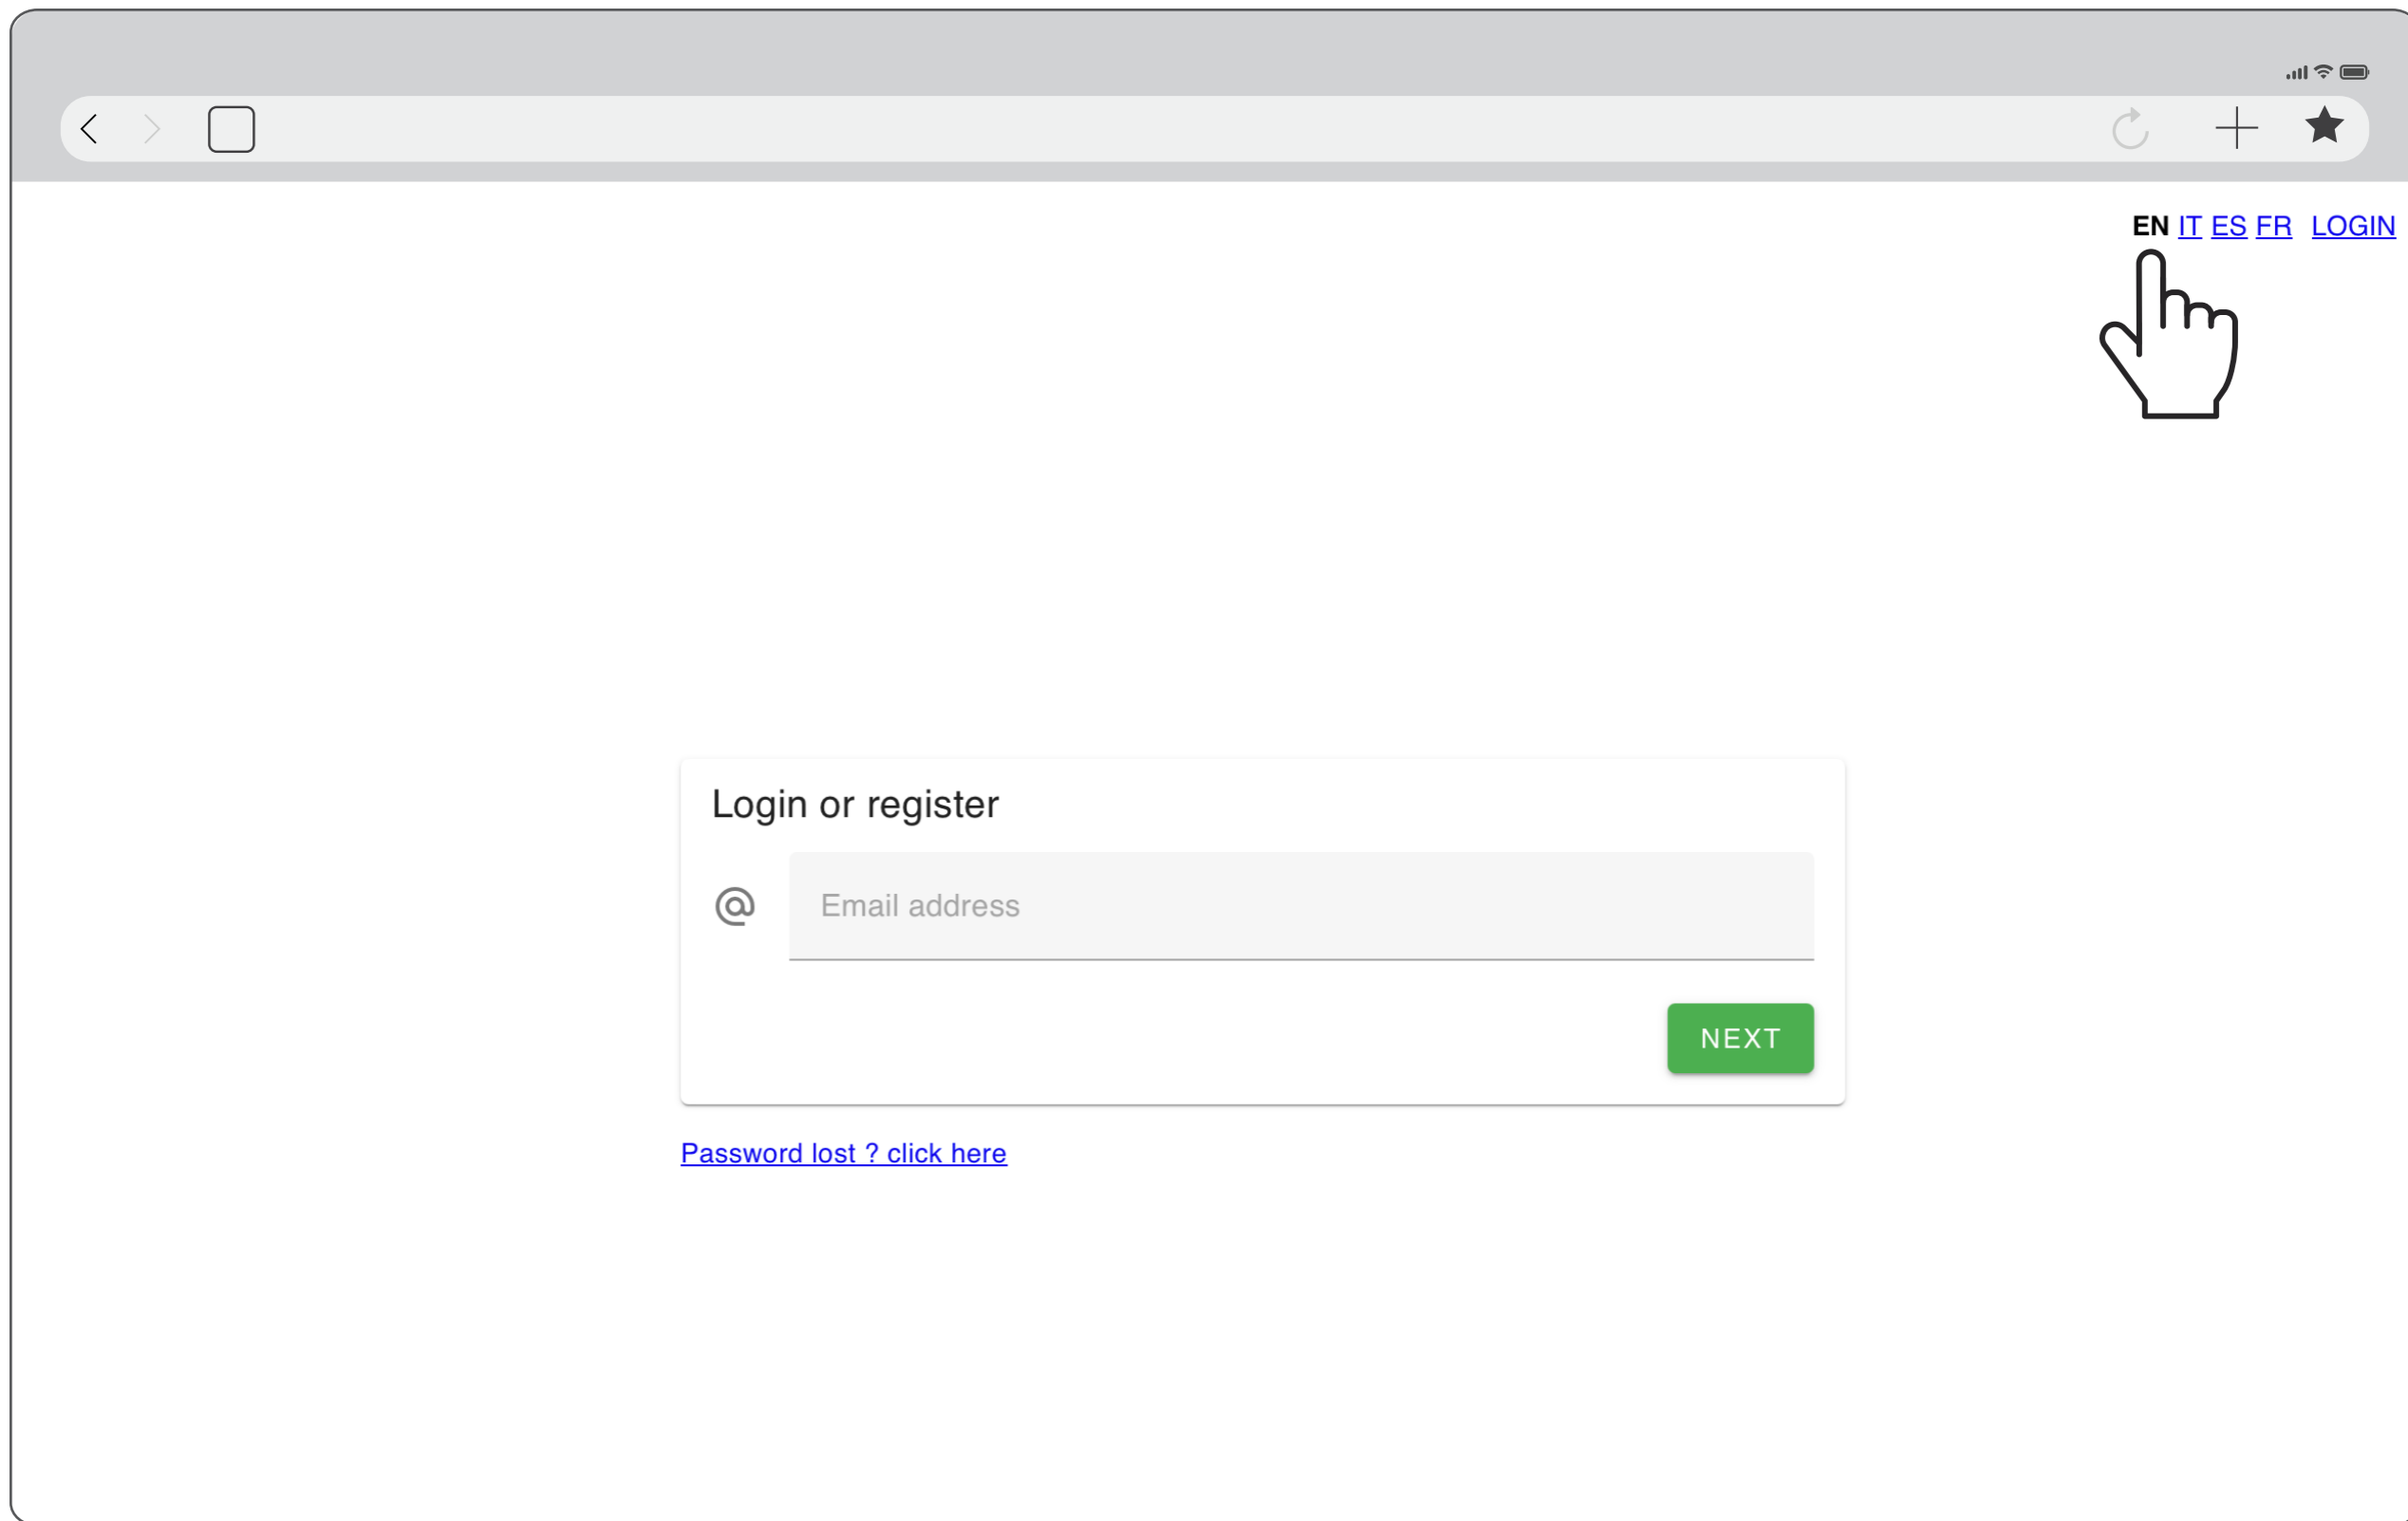 EN IT ES FR LOGIN
Login or register
Email address
NEXT
Password lost ? click here